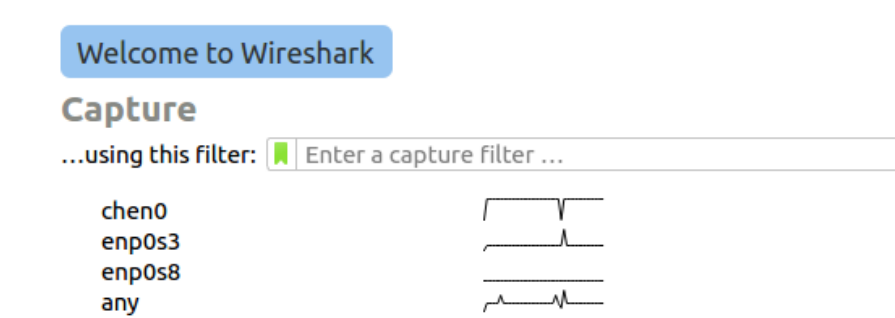 Welcome to Wireshark
Capture
...using this filter: Enter a capture filter ...
chen0
enp0s3
enp0s8
any